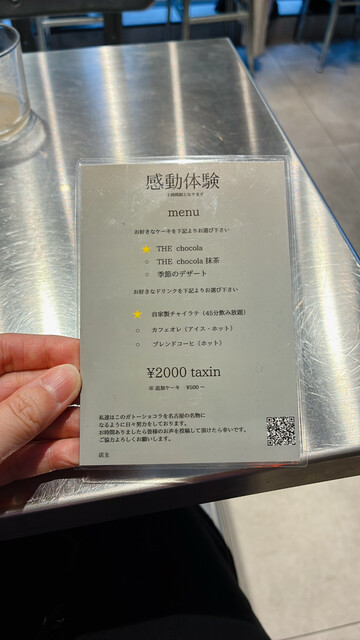 感動体験
1時間制となります
menu
お好きなケーキを下記よりお選び下さい
★ THE chocola
○ THE chocola 抹茶
○ 季節のデザート
お好きなドリンクを下記よりお選び下さい
★ 自家製チャイラテ（45分飲み放題）
○ カフェオレ（アイス・ホット）
○ ブレンドコーヒ（ホット）
¥2000 taxin
※ 追加ケーキ ¥500 〜
私達はこのガトーショコラを名古屋の名物に
なるように日々努力をしております。
お時間ありましたら皆様のお声を投稿して頂けたら幸いです。
ご協力よろしくお願いします。
店主